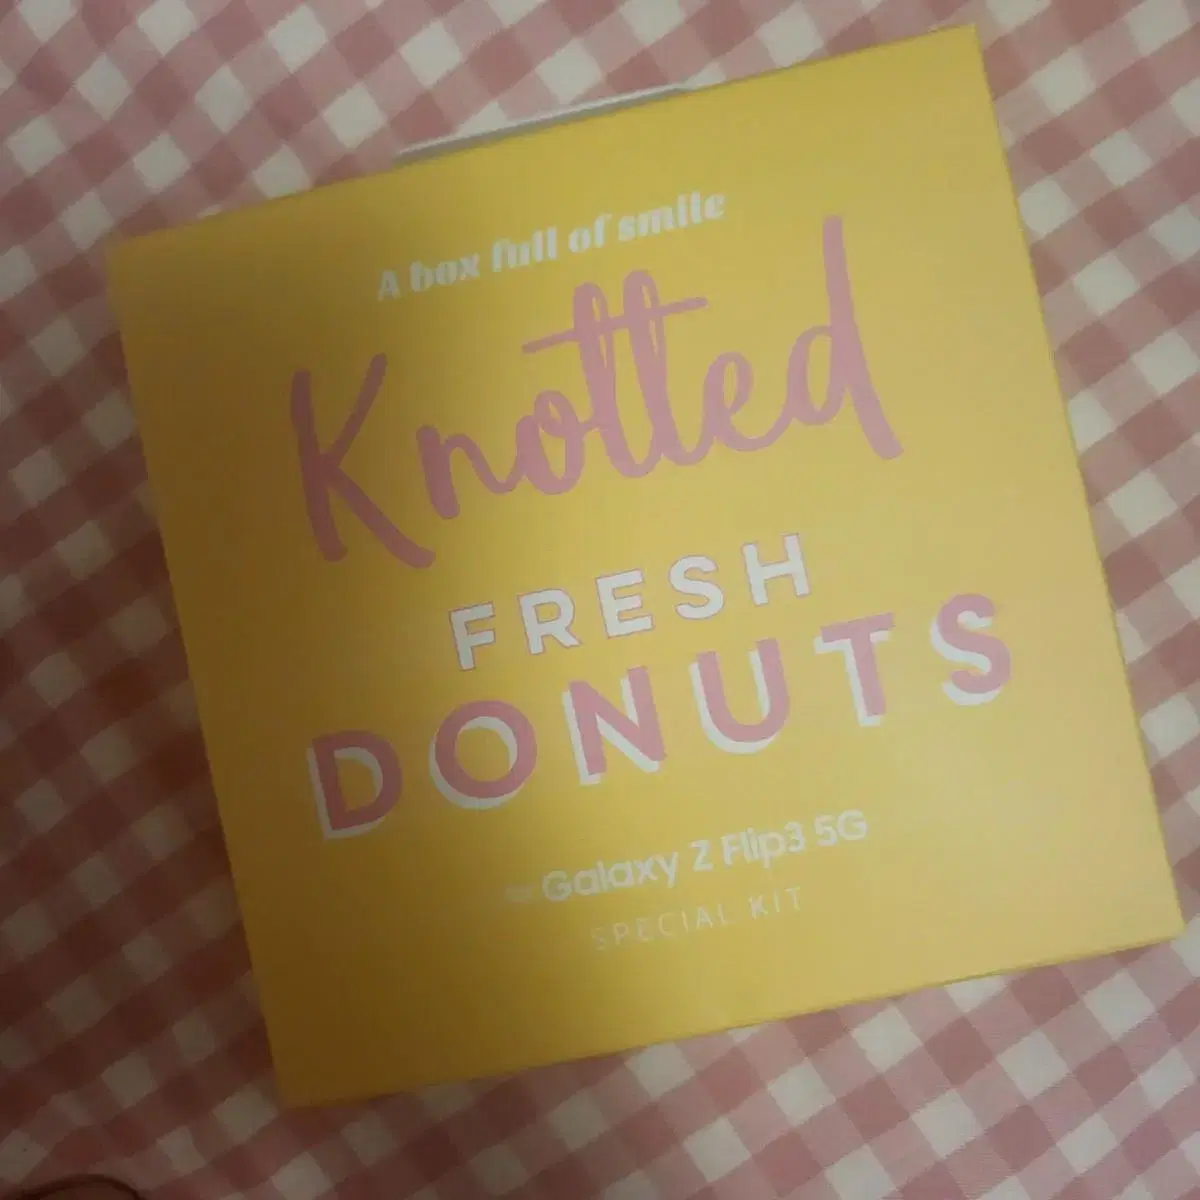 A box full of smile
Knotted
FRESH
DONUTS
Galaxy Z Flip3 5G
SPECIAL KIT